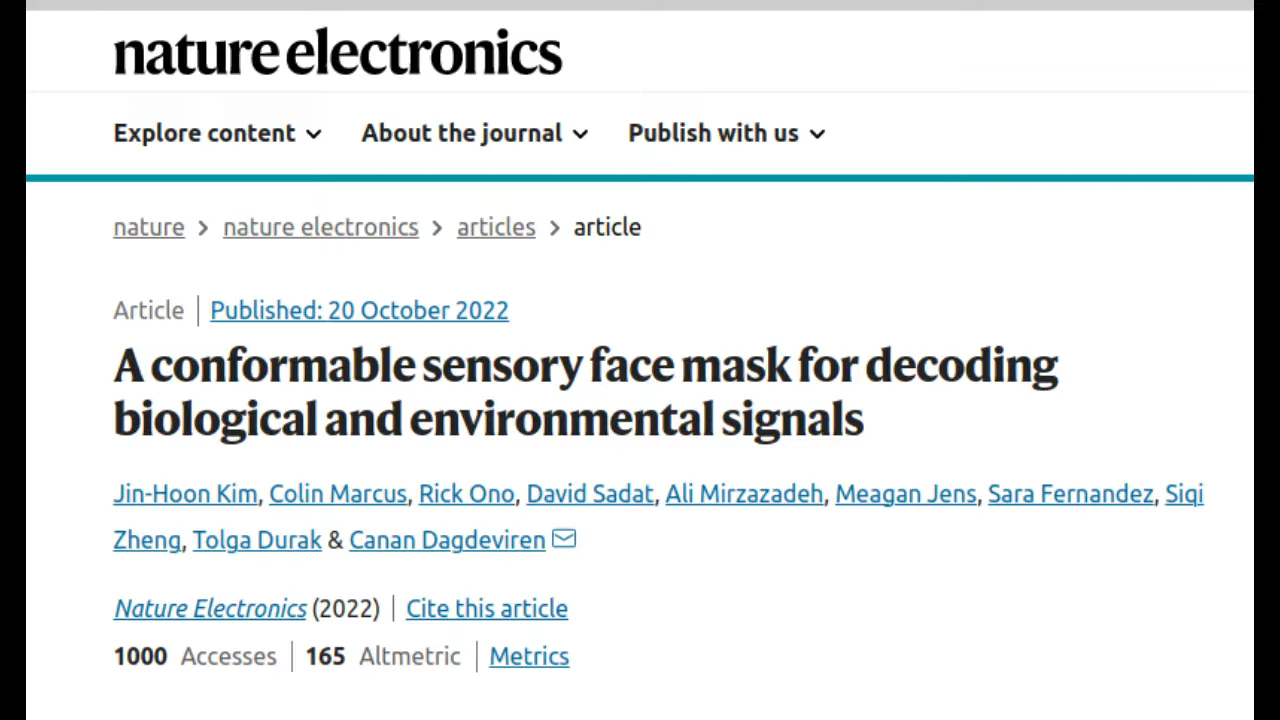 nature electronics
Explore content About the journal Publish with us
nature > nature electronics > articles > article
Article | Published: 20 October 2022
A conformable sensory face mask for decoding
biological and environmental signals
Jin-Hoon Kim, Colin Marcus, Rick Ono, David Sadat, Ali Mirzazadeh, Meagan Jens, Sara Fernandez, Siqi
Zheng, Tolga Durak & Canan Dagdeviren
Nature Electronics (2022) | Cite this article
1000 Accesses | 165 Altmetric | Metrics